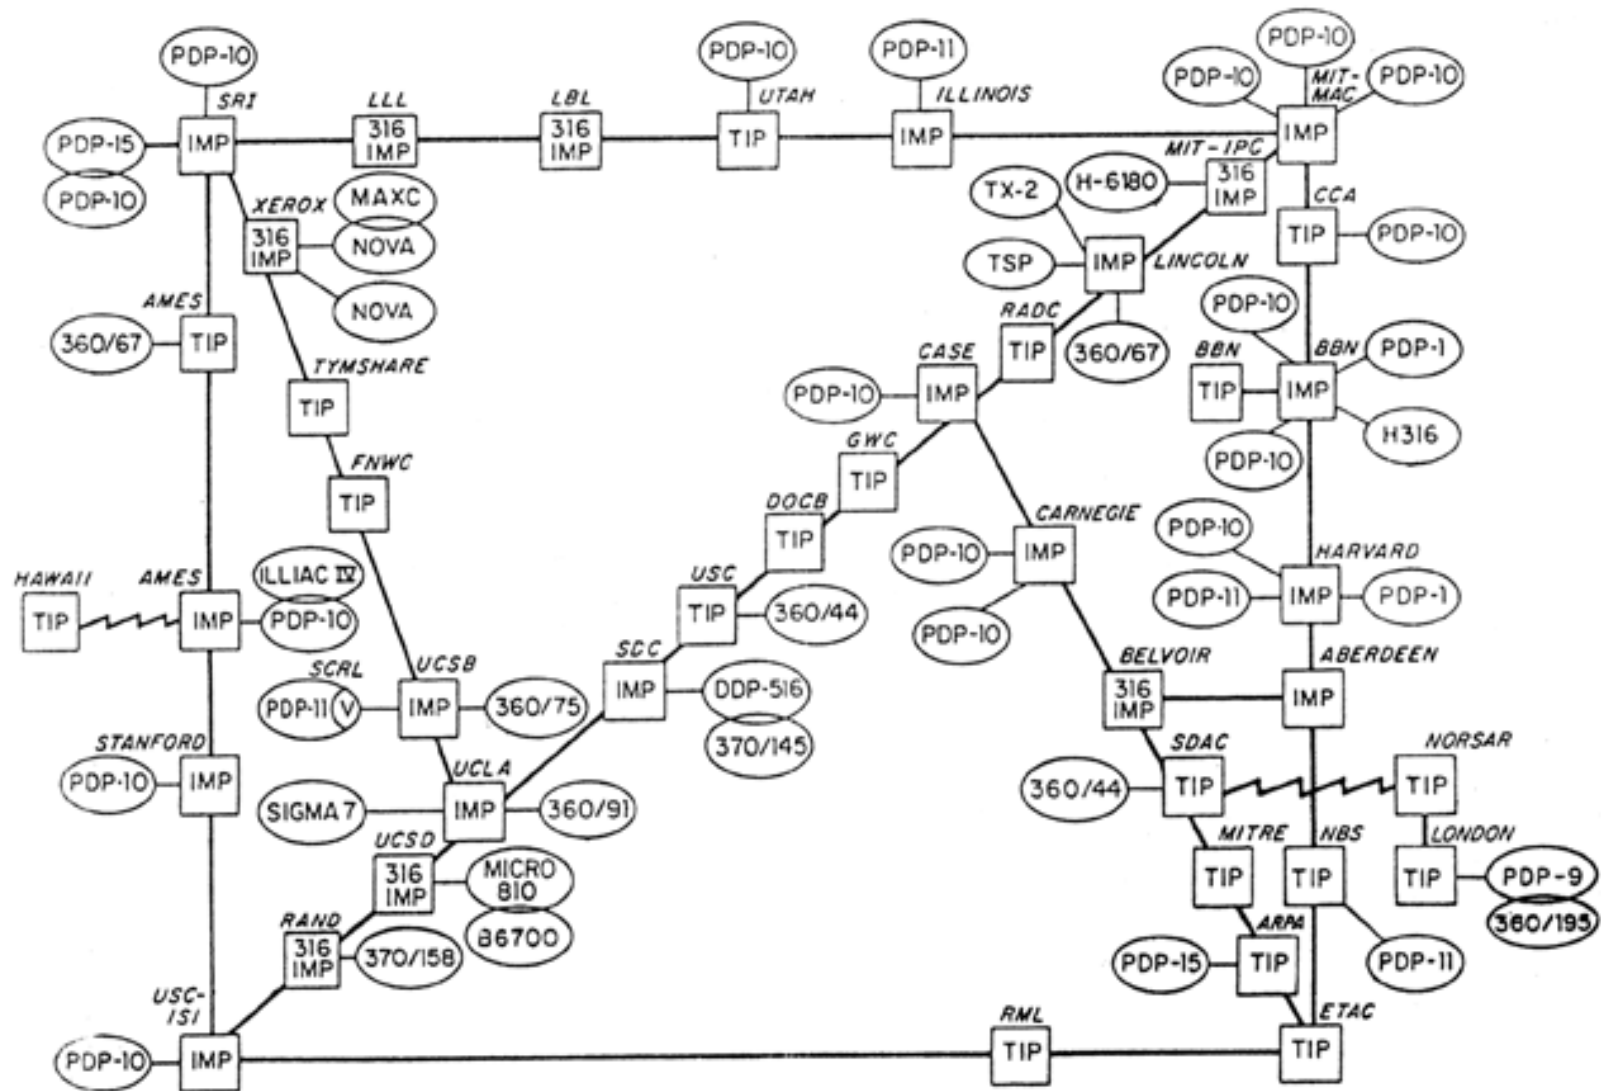 PDP-10
PDP-10
PDP-11
PDP-10
PDP-10
MIT-
MAC
PDP-10
SRI
LLL
LBL
UTAH
ILLINOIS
PDP-15
IMP
316
IMP
316
IMP
TIP
IMP
IMP
PDP-10
MIT-IPC
XEROX
MAXC
TX-2
H-6180
316
IMP
CCA
316
IMP
NOVA
TIP
PDP-10
TSP
IMP
LINCOLN
NOVA
AMES
PDP-10
RADC
360/67
TIP
CASE
TIP
360/67
BBN
BBN
PDP-1
TYMSHARE
PDP-10
IMP
TIP
IMP
TIP
GWC
H316
FNWC
TIP
PDP-10
TIP
DOCB
CARNEGIE
PDP-10
TIP
PDP-10
IMP
HARVARD
HAWAII
AMES
ILLIAC IV
USC
PDP-11
IMP
PDP-1
TIP
IMP
PDP-10
TIP
360/44
PDP-10
SCRL
UCSB
SDC
BELVOIR
ABERDEEN
PDP-11
V
IMP
360/75
IMP
DDP-516
316
IMP
IMP
STANFORD
370/145
SDAC
NORSAR
PDP-10
IMP
UCLA
360/44
TIP
TIP
SIGMA 7
IMP
360/91
UCSD
MITRE
NBS
LONDON
316
IMP
MICRO
810
TIP
TIP
TIP
PDP-9
RAND
B6700
ARPA
360/195
316
IMP
370/158
PDP-15
TIP
PDP-11
USC-
ISI
RML
ETAC
PDP-10
IMP
TIP
TIP